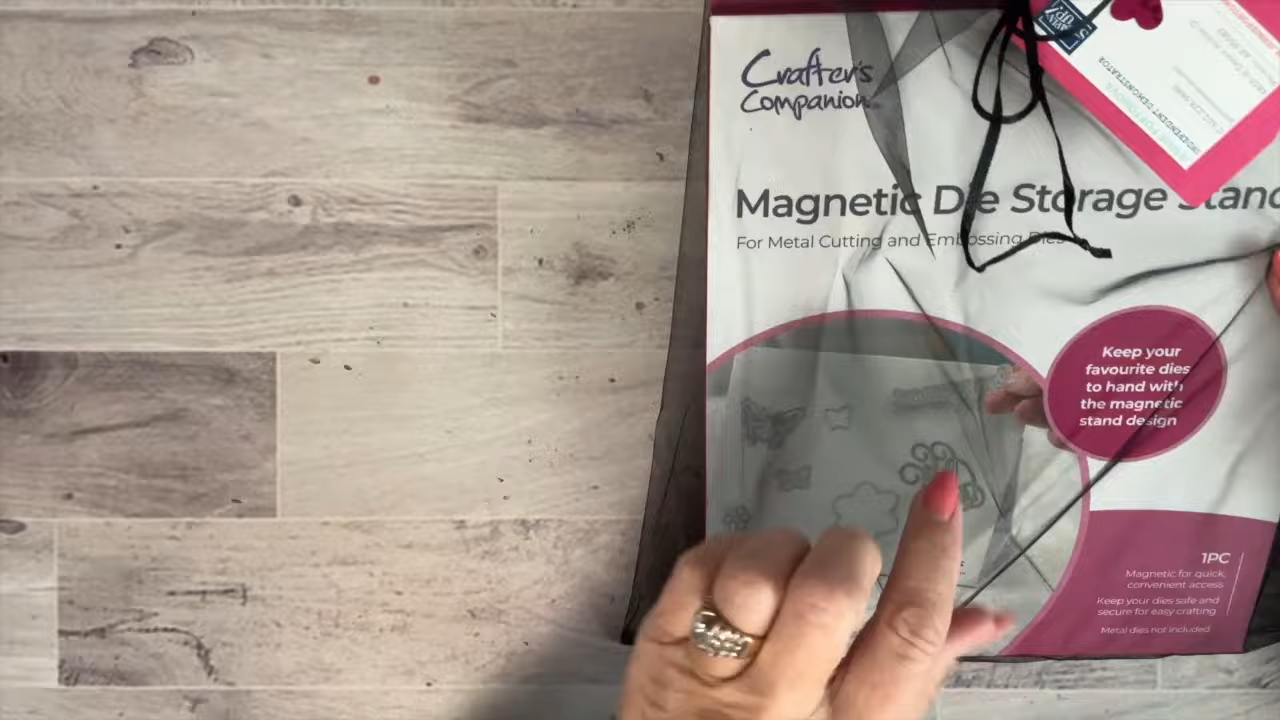 Crafter's
Companion
Magnetic Die Storage Stand
For Metal Cutting and Embossing Dies
Keep your
favourite dies
to hand with
the magnetic
stand design
1PC
Magnetic for quick,
convenient access
Keep your dies safe and
secure for easy crafting
Metal dies not included
INDEPENDENT DEMONSTRATOR